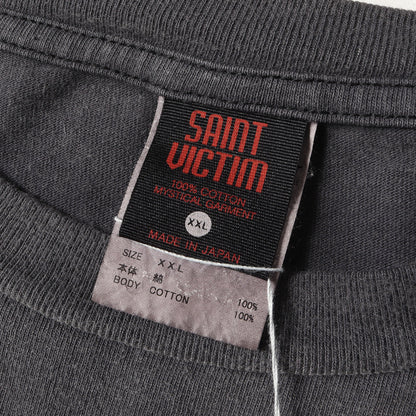 SAINT
VICTIM
100% COTTON
MYSTICAL GARMENT
XXL
MADE IN JAPAN
SIZE XXL
本体 綿 100%
BODY COTTON 100%